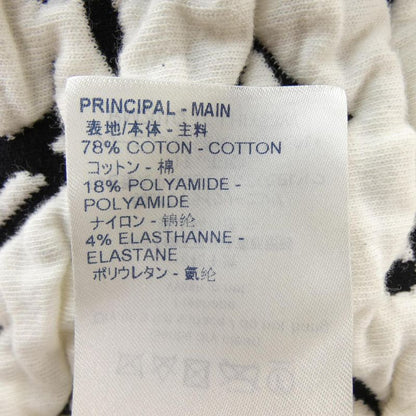 PRINCIPAL - MAIN
表地/本体 - 主料
78% COTON - COTTON
コットン - 棉
18% POLYAMIDE -
POLYAMIDE
ナイロン - 锦纶
4% ELASTHANNE -
ELASTANE
ポリウレタン - 氨纶